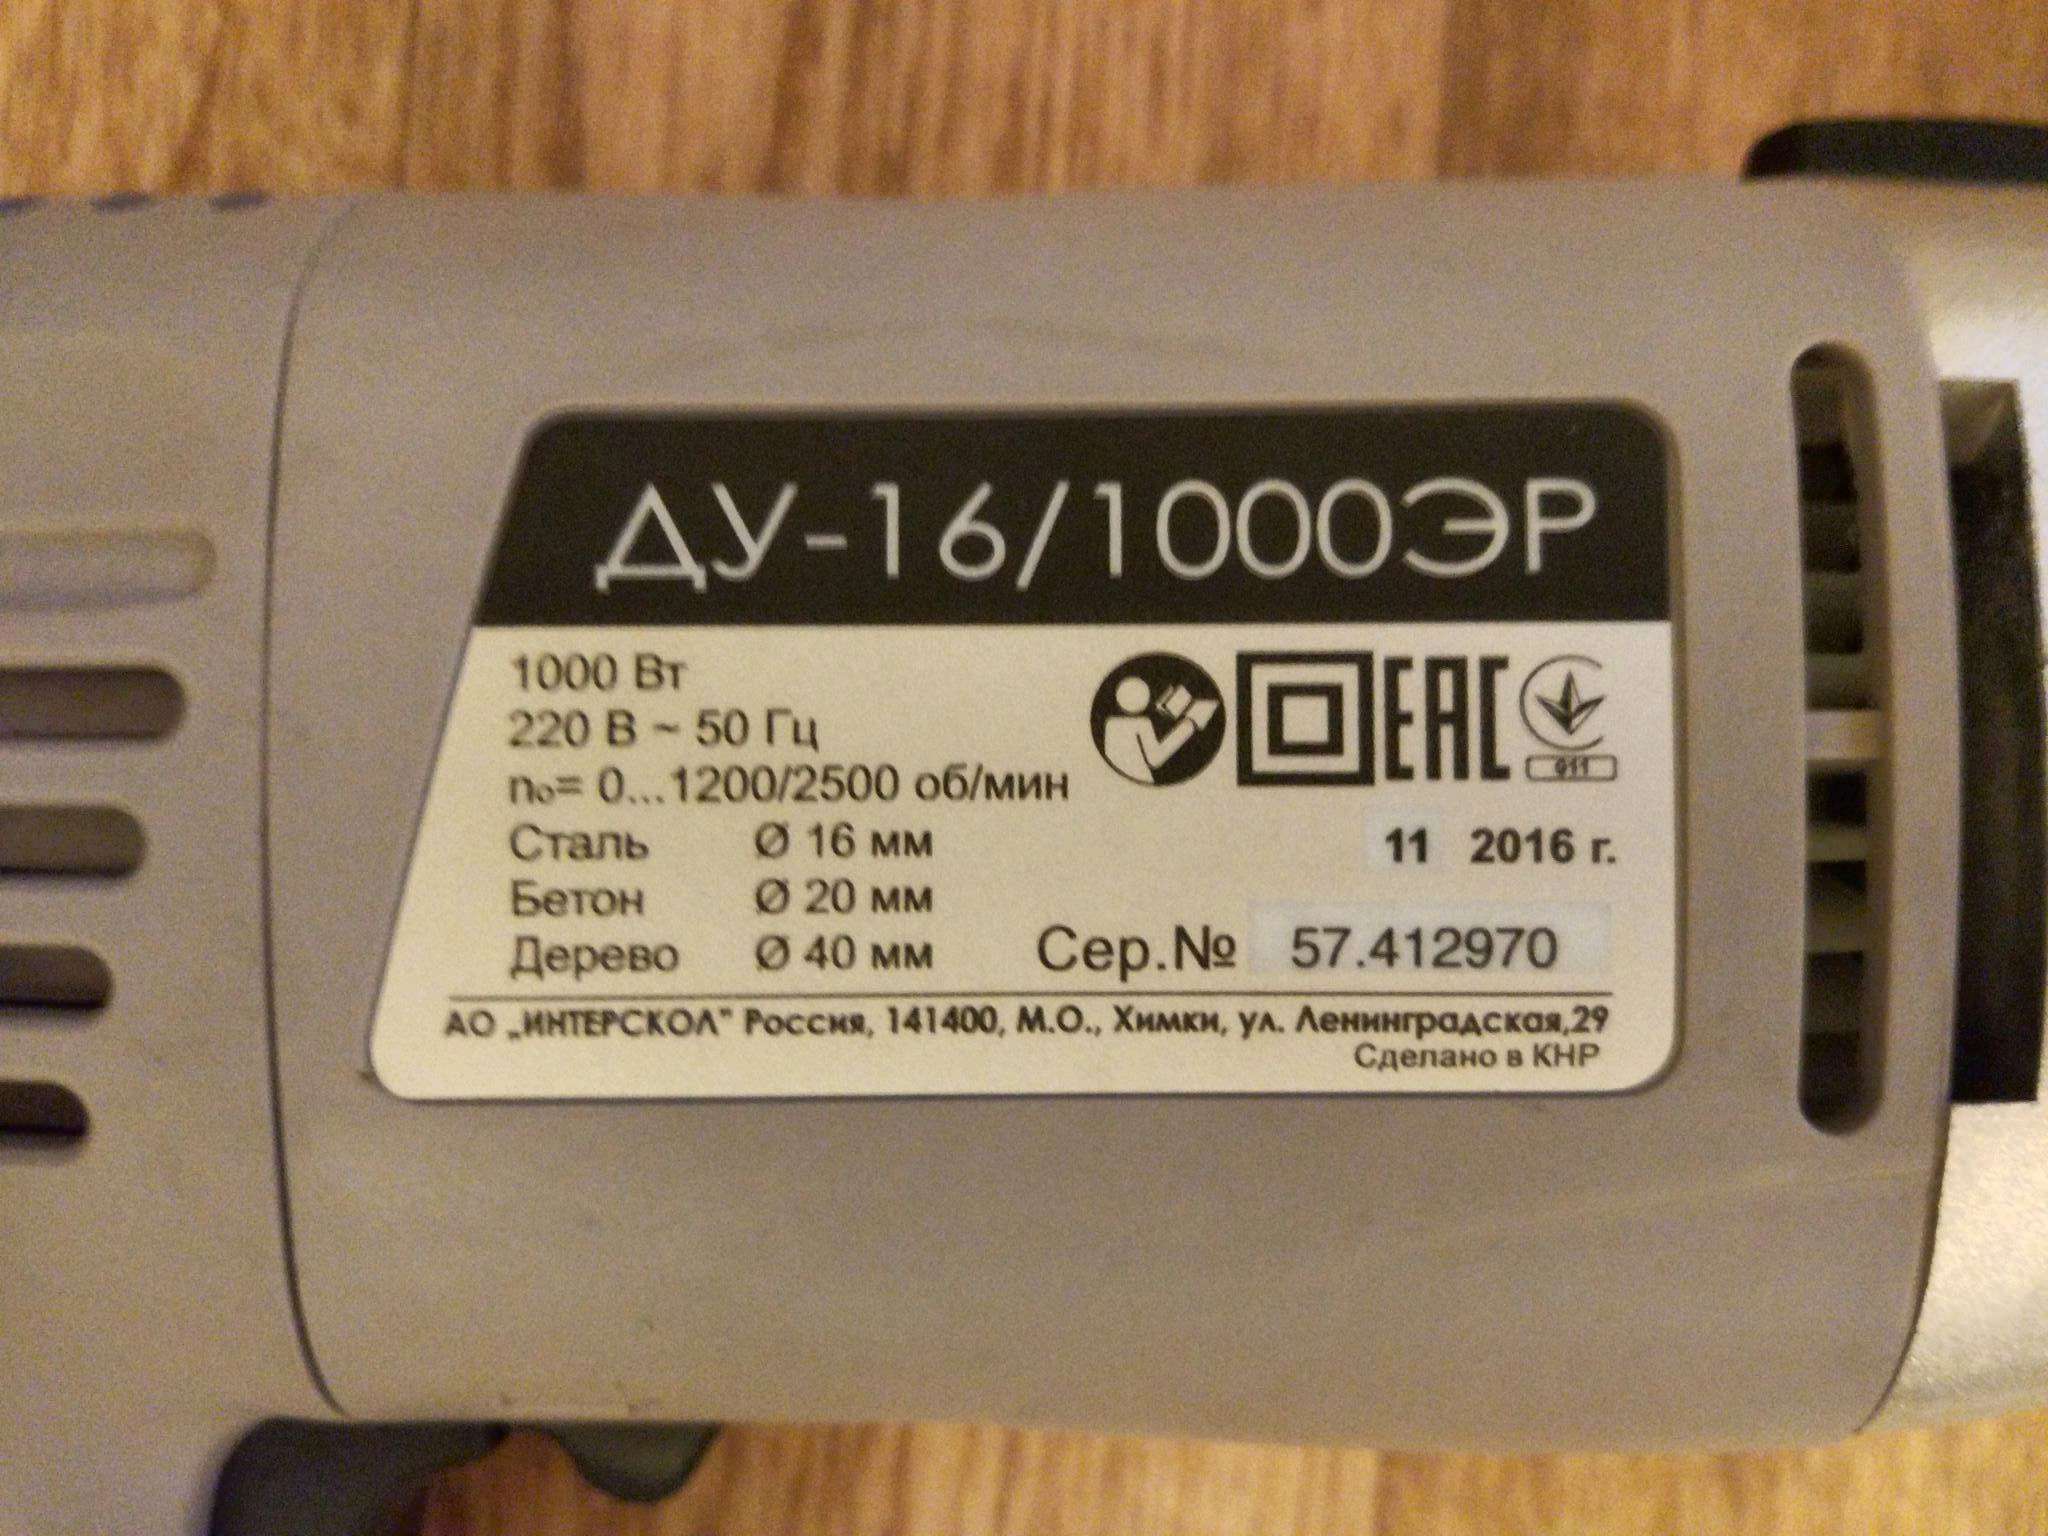 ДУ-16/1000ЭР
1000 Вт
220 В ~ 50 Гц
n₀= 0...1200/2500 об/мин
EAC
011
Сталь Ø 16 мм
11 2016 г.
Бетон Ø 20 мм
Дерево Ø 40 мм
Сер.№ 57.412970
АО „ИНТЕРСКОЛ" Россия, 141400, М.О., Химки, ул. Ленинградская,29
Сделано в КНР